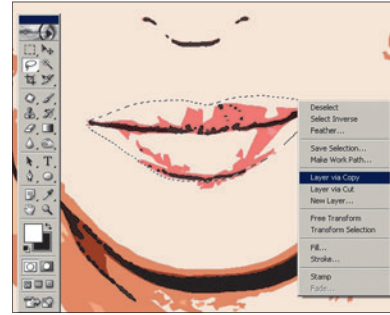 Deselect
Select Inverse
Feather...
Save Selection...
Make Work Path...
Layer via Copy
Layer via Cut
New Layer...
Free Transform
Transform Selection
Fill...
Stroke...
Stamp
Fade...